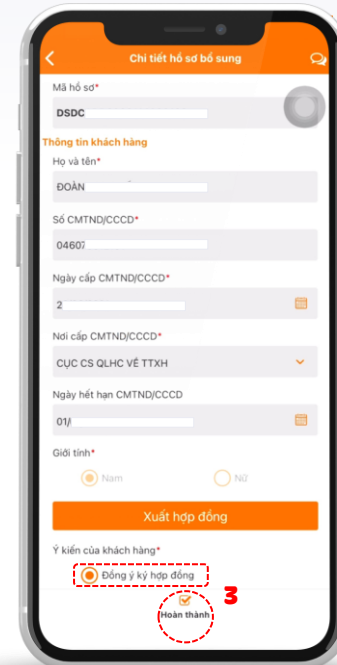 Chi tiết hồ sơ bổ sung
Mã hồ sơ*
DSDC
Thông tin khách hàng
Họ và tên*
ĐOÀN
Số CMTND/CCCD*
0460
Ngày cấp CMTND/CCCD*
2
Nơi cấp CMTND/CCCD*
CỤC CS QLHC VỀ TTXH
Ngày hết hạn CMTND/CCCD
01/
Giới tính*
Nam Nữ
Xuất hợp đồng
Ý kiến của khách hàng*
Đồng ý ký hợp đồng
3
Hoàn thành